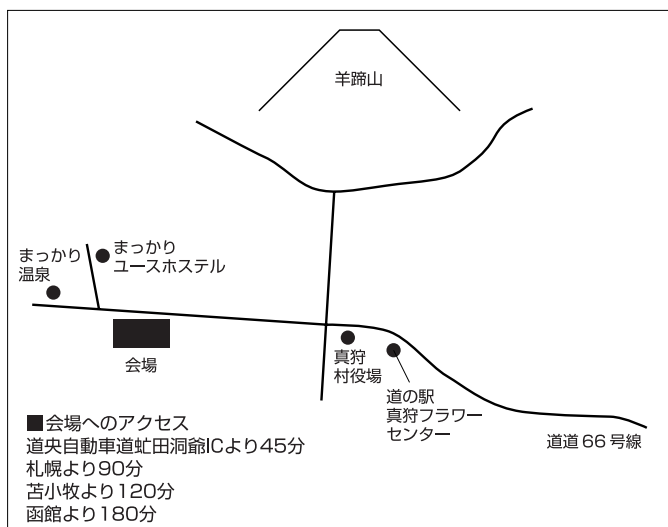 羊蹄山
まっかり
ユースホステル
まっかり
温泉
会場
真狩
村役場
道の駅
真狩フラワー
センター
道道66号線
■会場へのアクセス
道央自動車道虻田洞爺ICより45分
札幌より90分
苫小牧より120分
函館より180分